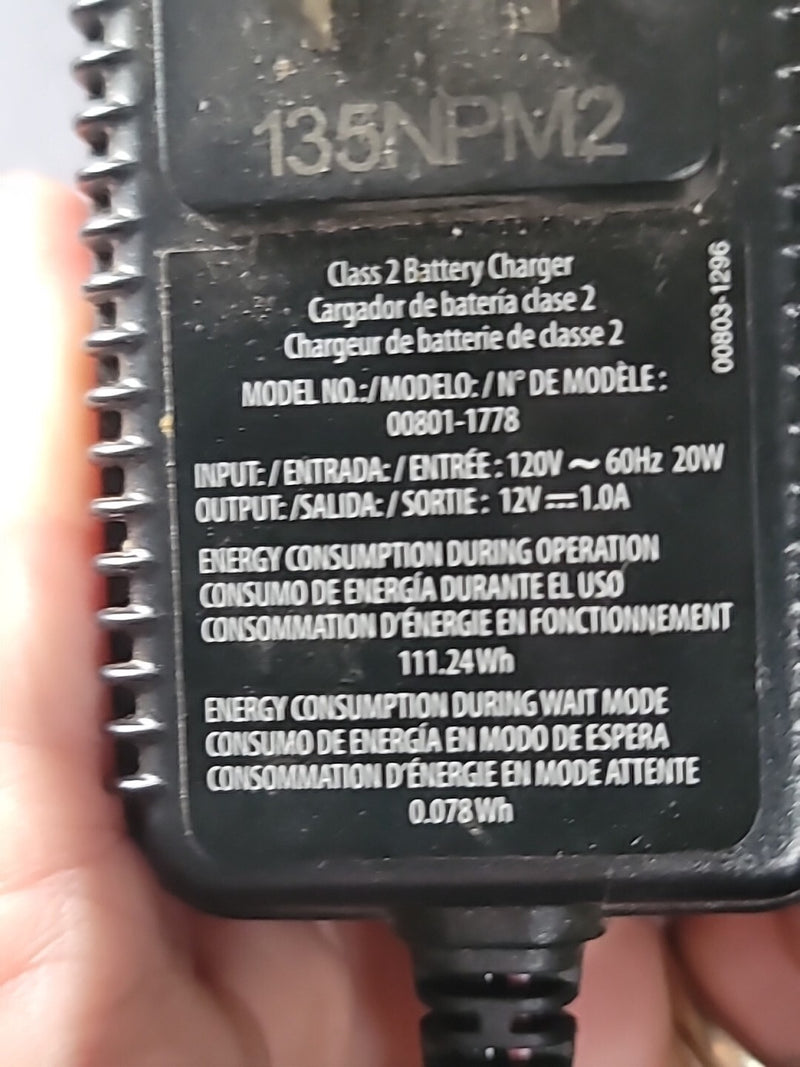 135NPM2
Class 2 Battery Charger
Cargador de batería clase 2
Chargeur de batterie de classe 2
00803-1296
MODEL NO.:/MODELO:/N° DE MODÈLE:
00801-1778
INPUT:/ENTRADA:/ENTRÉE: 120V ~ 60Hz 20W
OUTPUT:/SALIDA:/SORTIE: 12V⎓1.0A
ENERGY CONSUMPTION DURING OPERATION
CONSUMO DE ENERGÍA DURANTE EL USO
CONSOMMATION D'ÉNERGIE EN FONCTIONNEMENT
111.24Wh
ENERGY CONSUMPTION DURING WAIT MODE
CONSUMO DE ENERGÍA EN MODO DE ESPERA
CONSOMMATION D'ÉNERGIE EN MODE ATTENTE
0.078Wh